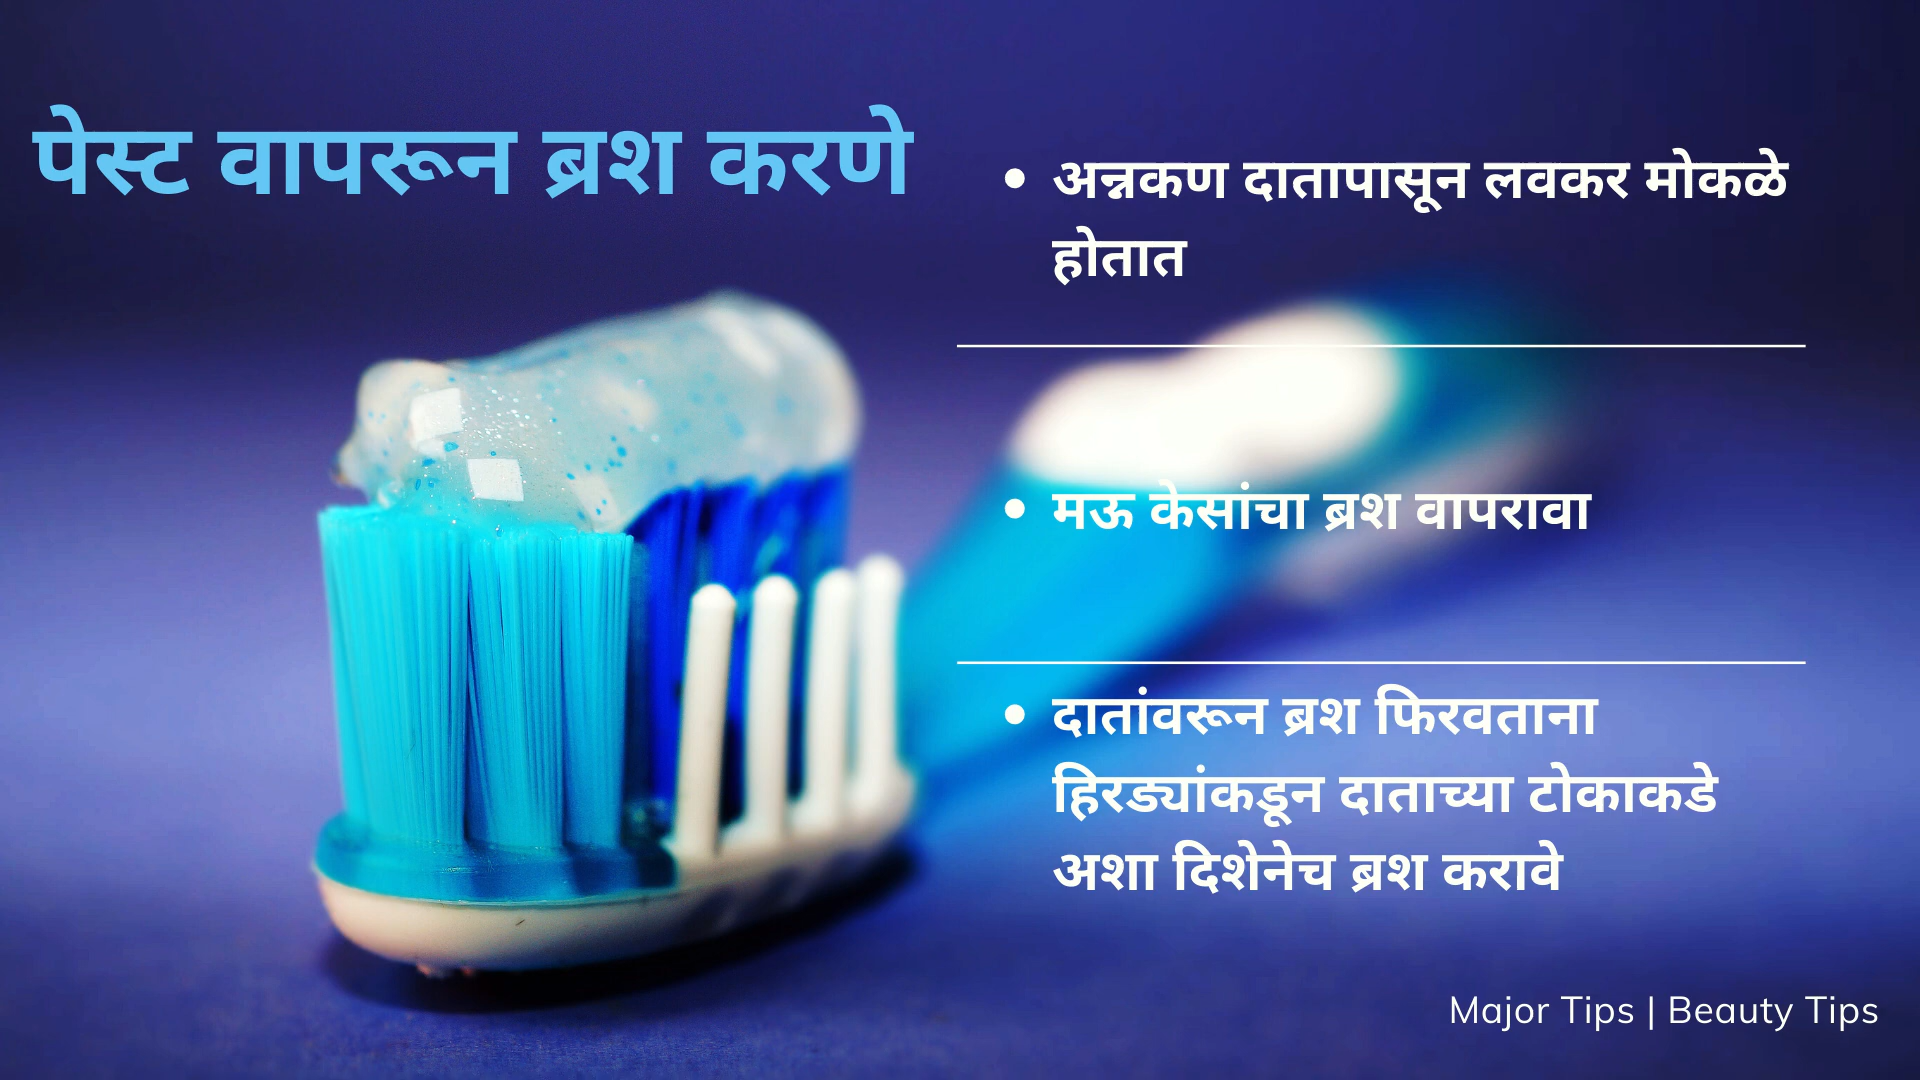 पेस्ट वापरून ब्रश करणे
• अन्नकण दातापासून लवकर मोकळे
होतात
• मऊ केसांचा ब्रश वापरावा
• दातांवरून ब्रश फिरवताना
हिरड्यांकडून दाताच्या टोकाकडे
अशा दिशेनेच ब्रश करावे
Major Tips | Beauty Tips